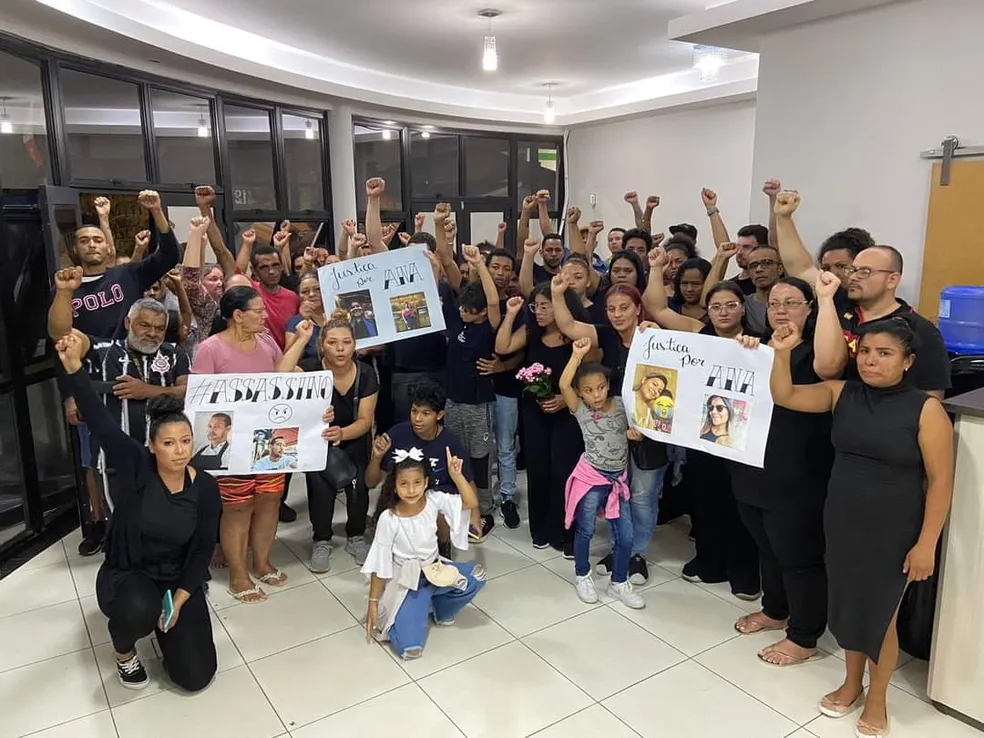 Justiça
por
ANA
POLO
#ASSASSINO
Justiça
por
ANA